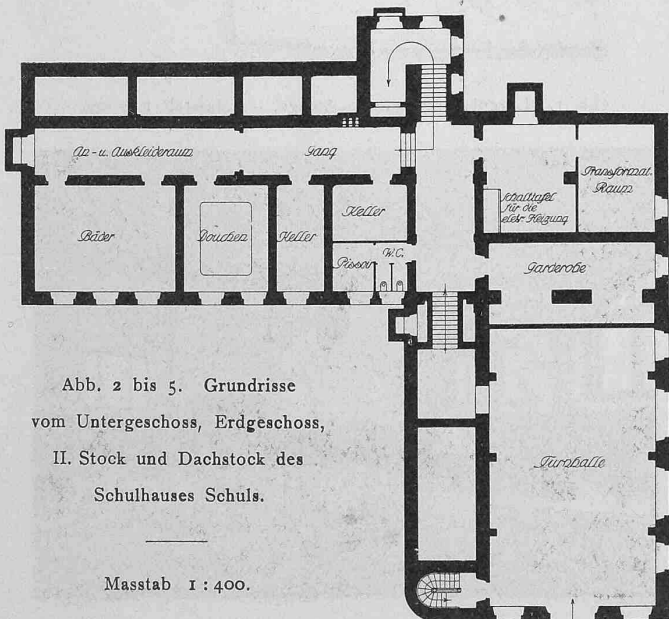 An- u. Auskleideraum
Gang
Transformat.
Raum
Schalttafel
für die
elektr. Heizung
Keller
Bäder
Douchen
Keller
W.C.
Pissoir
Garderobe
Abb. 2 bis 5. Grundrisse
vom Untergeschoss, Erdgeschoss,
II. Stock und Dachstock des
Schulhauses Schuls.
Turnhalle
Masstab 1 : 400.